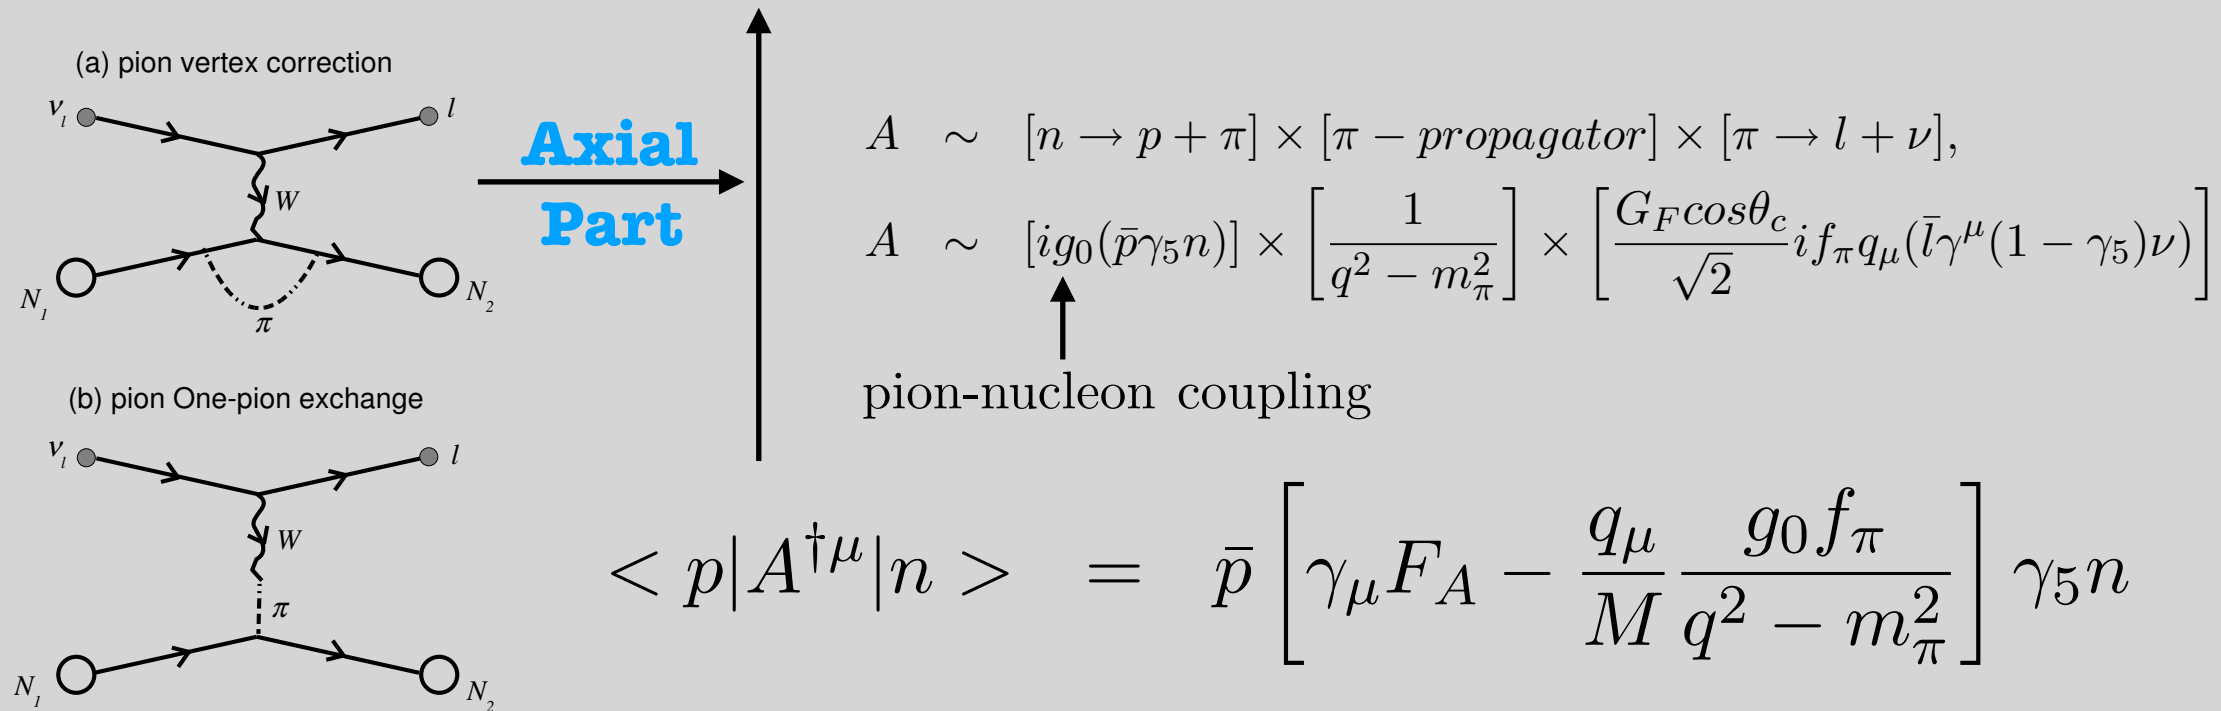 (a) pion vertex correction
ν_l
l
W
N_1
N_2
π
Axial
Part
A ∼ [n → p + π] × [π − propagator] × [π → l + ν],
A ∼ [ig_0(p̄γ_5n)] × [1/(q^2 − m_π^2)] × [(G_F cosθ_c/√2) if_π q_μ(l̄γ^μ(1 − γ_5)ν)]
pion-nucleon coupling
(b) pion One-pion exchange
ν_l
l
W
π
N_1
N_2
< p|A^{†μ}|n > = p̄ [γ_μ F_A − (q_μ/M) (g_0 f_π/(q^2 − m_π^2))] γ_5 n